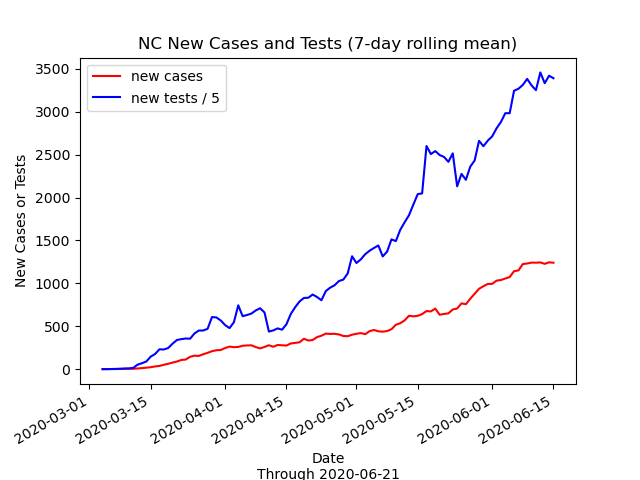 NC New Cases and Tests (7-day rolling mean)
new cases
new tests / 5
3500
3000
2500
2000
1500
1000
500
0
New Cases or Tests
2020-03-01
2020-03-15
2020-04-01
2020-04-15
2020-05-01
2020-05-15
2020-06-01
2020-06-15
Date
Through 2020-06-21